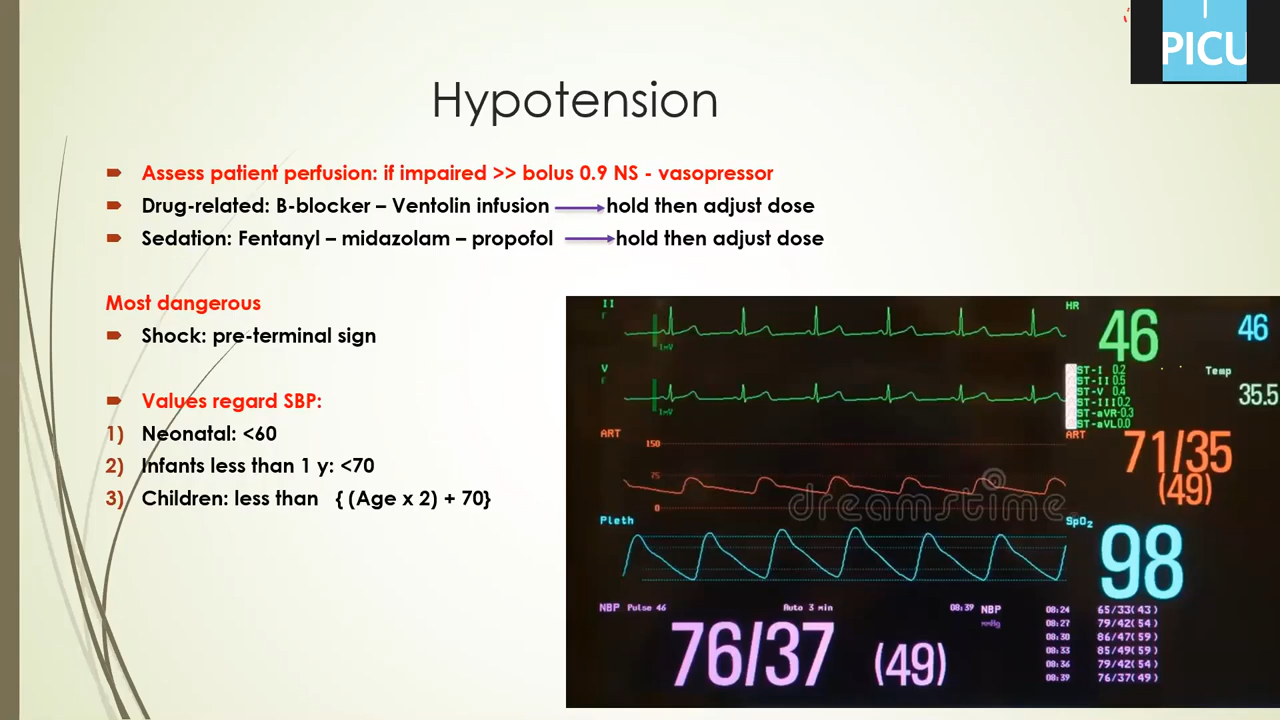 PICU
Hypotension
Assess patient perfusion: if impaired >> bolus 0.9 NS - vasopressor
Drug-related: B-blocker – Ventolin infusion hold then adjust dose
Sedation: Fentanyl – midazolam – propofol hold then adjust dose
Most dangerous
Shock: pre-terminal sign
Values regard SBP:
1) Neonatal: <60
2) Infants less than 1 y: <70
3) Children: less than { (Age x 2) + 70}
II
F
1mV
HR
46
46
V
F
1mV
ST-I 0.2
ST-II 0.5
ST-V 0.4
ST-III 0.2
ST-aVR-0.3
ST-aVL 0.0
Temp
35.5
ART
150
75
0
ART
71/35
(49)
dreamstime
Pleth
SpO2
98
NBP Pulse 46 Auto 3 min 08:39
76/37 (49)
NBP
mmHg
08:24 65/33( 43 )
08:27 79/42( 54 )
08:30 86/47( 59 )
08:33 85/49( 59 )
08:36 79/42( 54 )
08:39 76/37( 49 )